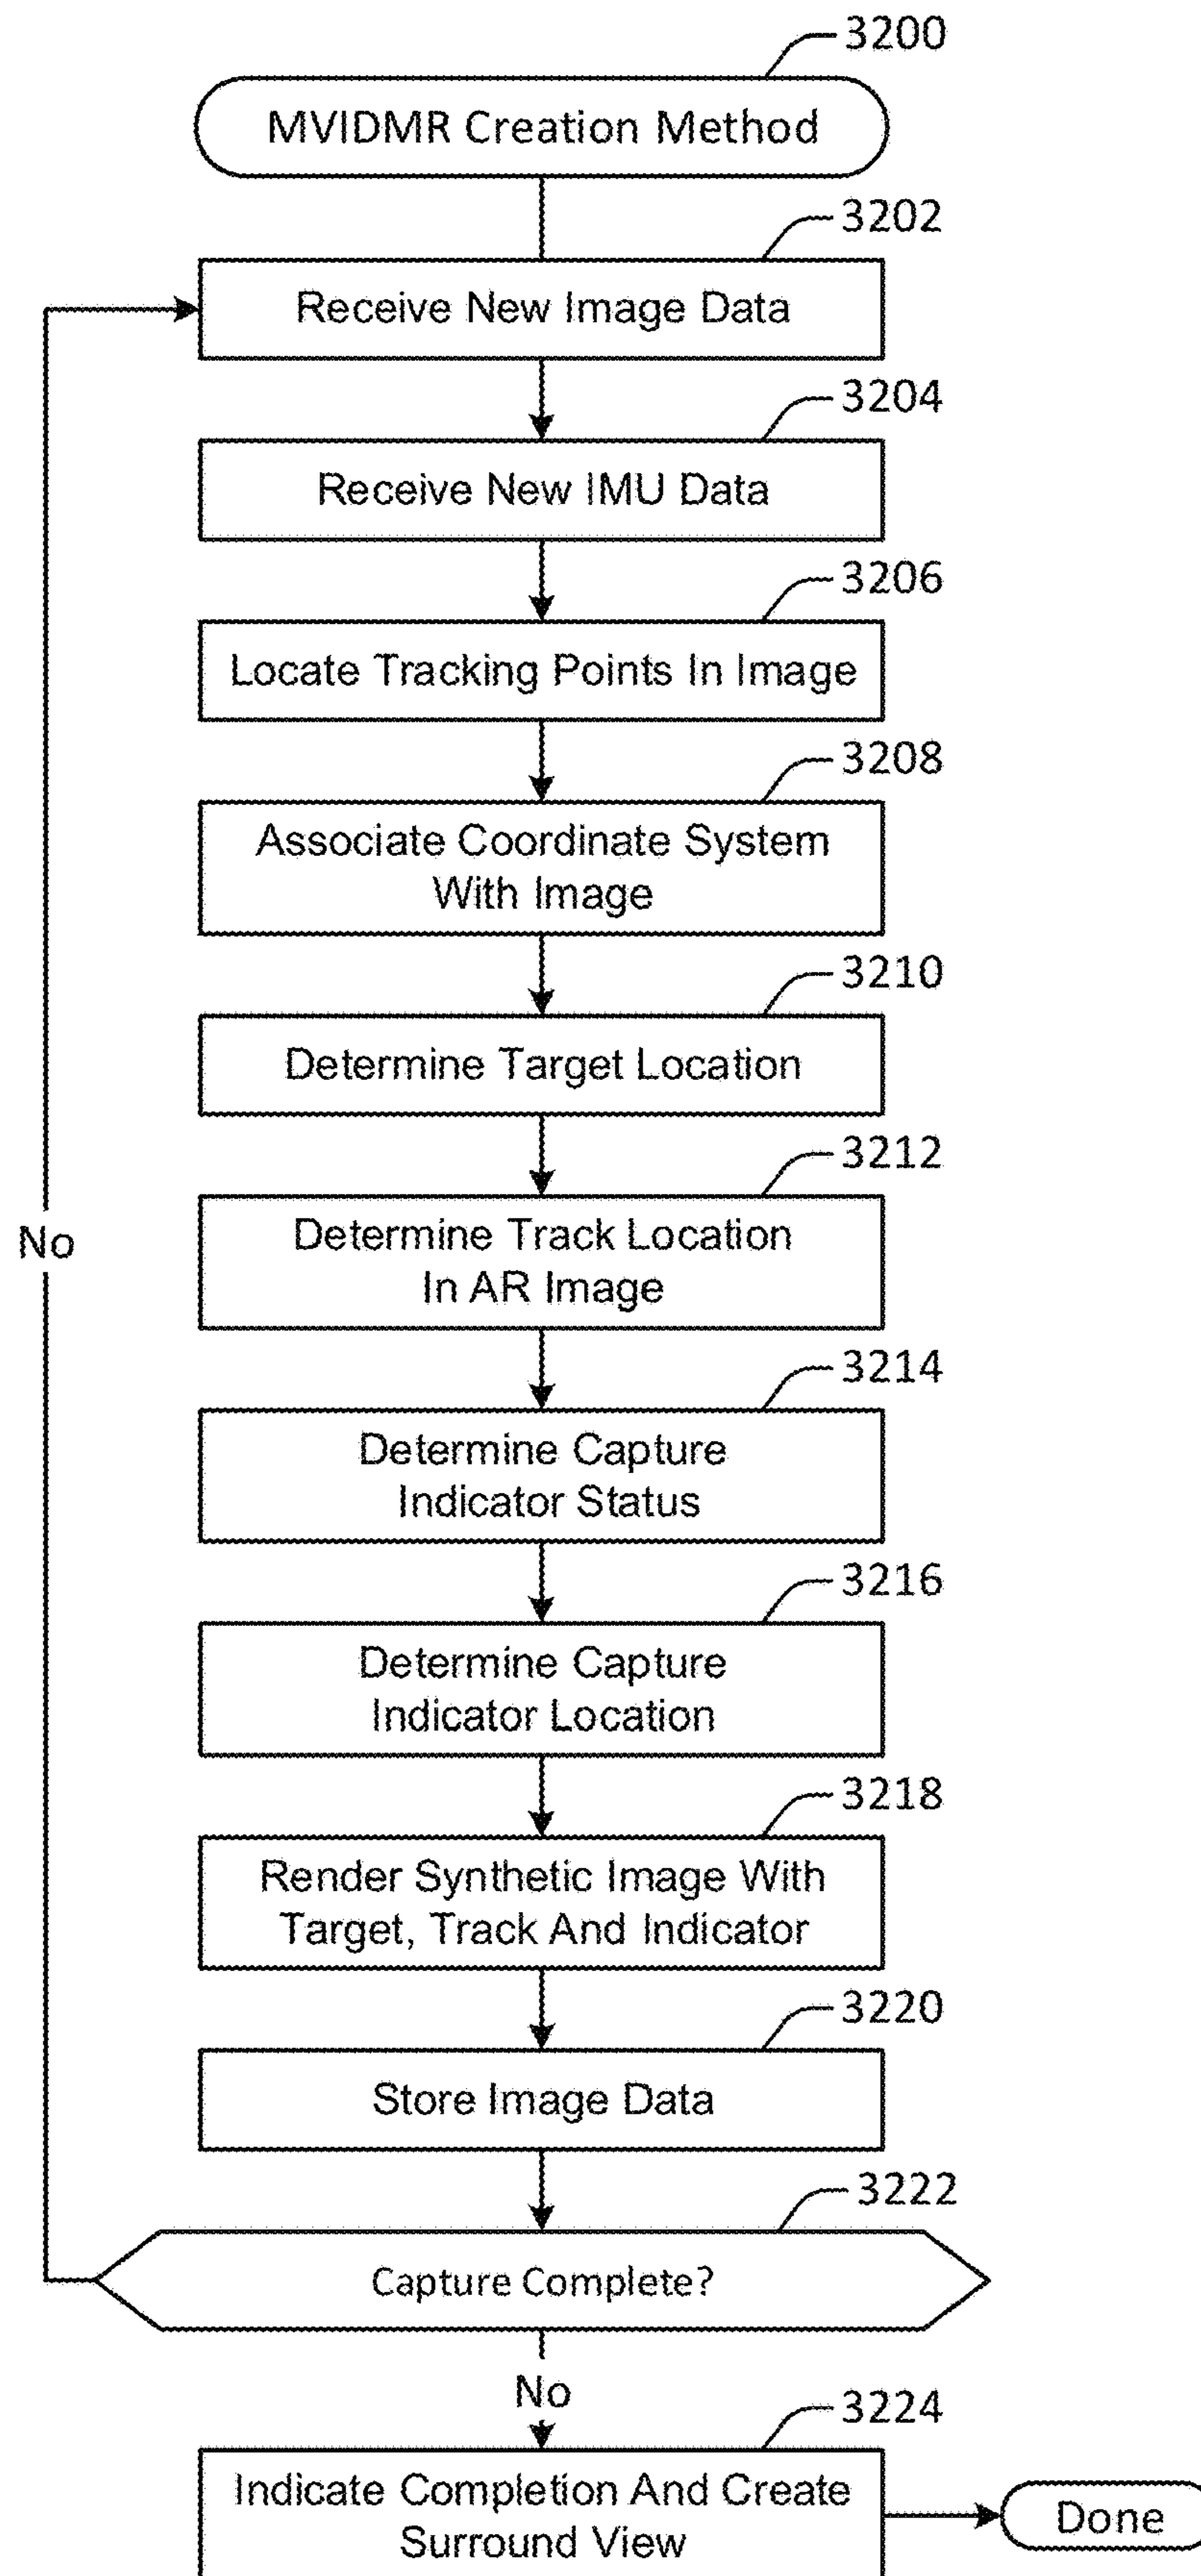 3200
MVIDMR Creation Method
3202
Receive New Image Data
3204
Receive New IMU Data
3206
Locate Tracking Points In Image
3208
Associate Coordinate System
With Image
3210
Determine Target Location
3212
Determine Track Location
In AR Image
No
3214
Determine Capture
Indicator Status
3216
Determine Capture
Indicator Location
3218
Render Synthetic Image With
Target, Track And Indicator
3220
Store Image Data
3222
Capture Complete?
No
3224
Indicate Completion And Create
Surround View
Done